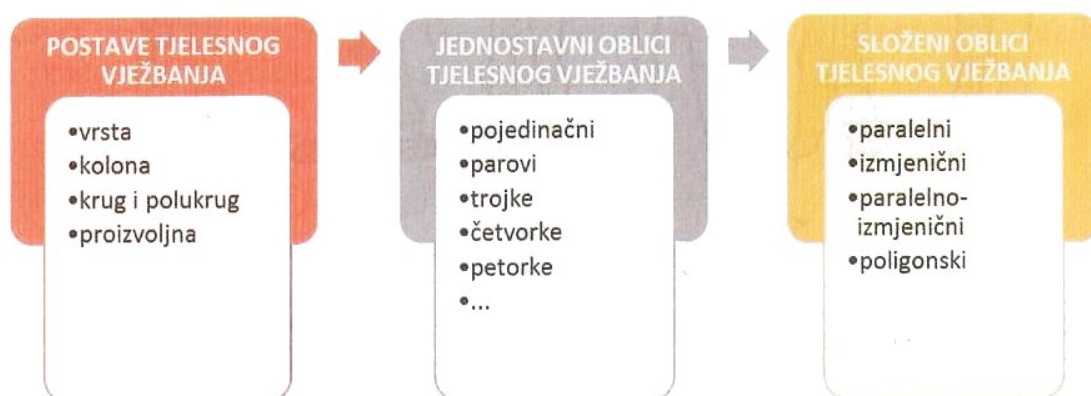 POSTAVE TJELESNOG
VJEŽBANJA
•vrsta
•kolona
•krug i polukrug
•proizvoljna
JEDNOSTAVNI OBLICI
TJELESNOG VJEŽBANJA
•pojedinačni
•parovi
•trojke
•četvorke
•petorke
•...
SLOŽENI OBLICI
TJELESNOG VJEŽBANJA
•paralelni
•izmjenični
•paralelno-
izmjenični
•poligonski